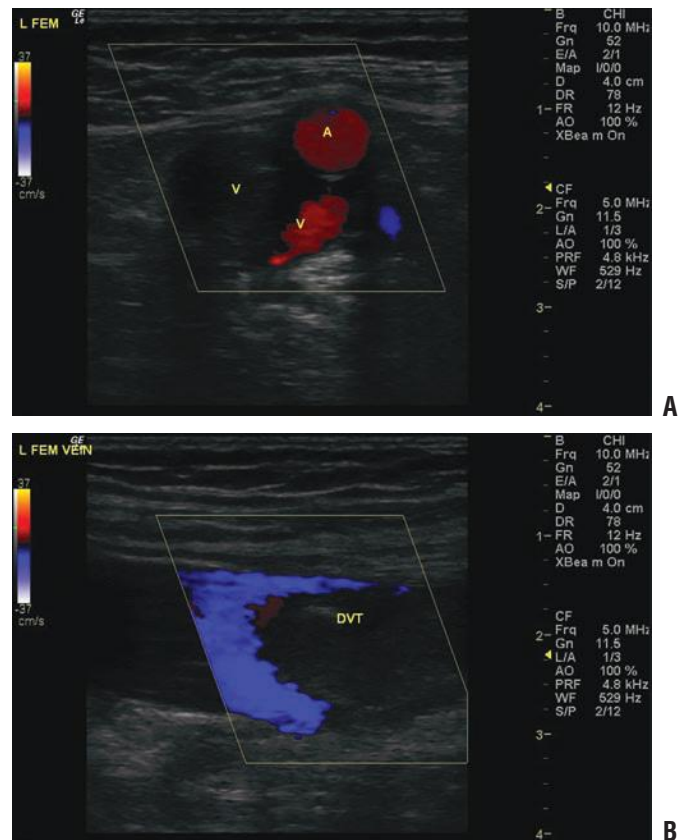 L FEM
GE
L6
37
-37
cm/s
A
V
V
1-
2-
3-
4-
B CHI
Frq 10.0 MHz
Gn 52
E/A 2/1
Map I/0/0
D 4.0 cm
DR 78
FR 12 Hz
AO 100 %
XBeam On
CF
Frq 5.0 MHz
Gn 11.5
L/A 1/3
AO 100 %
PRF 4.8 kHz
WF 529 Hz
S/P 2/12
A
L FEM VEIN
GE
37
-37
cm/s
DVT
1-
2-
3-
4-
B CHI
Frq 10.0 MHz
Gn 52
E/A 2/1
Map I/0/0
D 4.0 cm
DR 78
FR 12 Hz
AO 100 %
XBeam On
CF
Frq 5.0 MHz
Gn 11.5
L/A 1/3
AO 100 %
PRF 4.8 kHz
WF 529 Hz
S/P 2/12
B